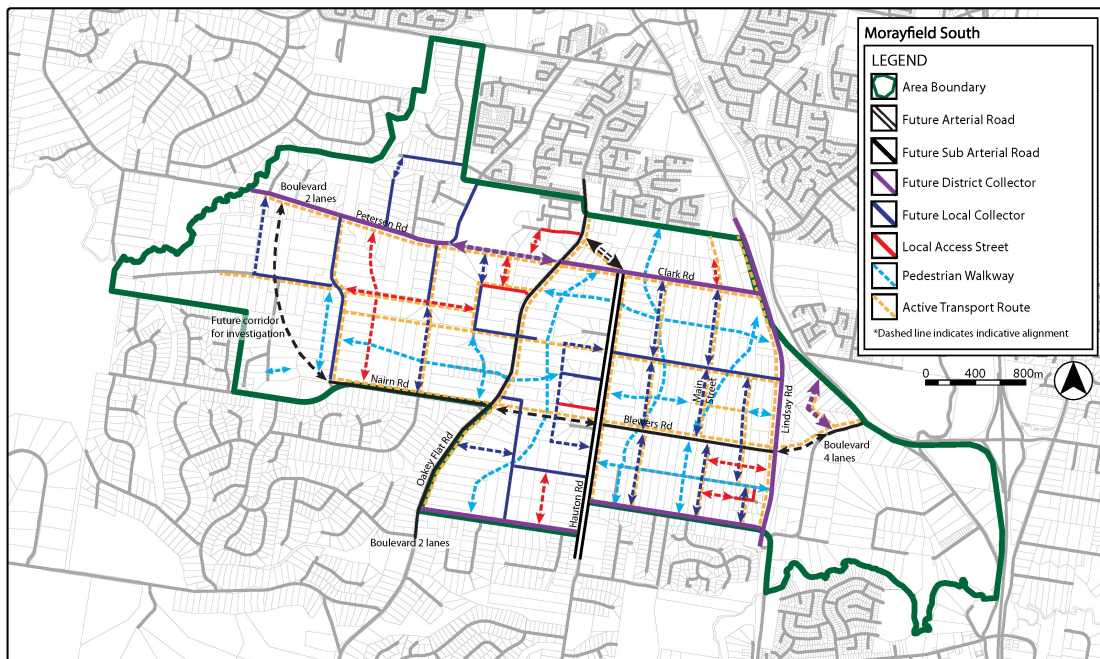 Morayfield South
LEGEND
Area Boundary
Future Arterial Road
Future Sub Arterial Road
Future District Collector
Future Local Collector
Local Access Street
Pedestrian Walkway
Active Transport Route
*Dashed line indicates indicative alignment
0 400 800m
Boulevard
2 lanes
Petersen Rd
Clark Rd
Future corridor
for investigation
Nairn Rd
Main
Street
Lindsay Rd
Blewers Rd
Oakey Flat Rd
Boulevard
4 lanes
Hauton Rd
Boulevard 2 lanes